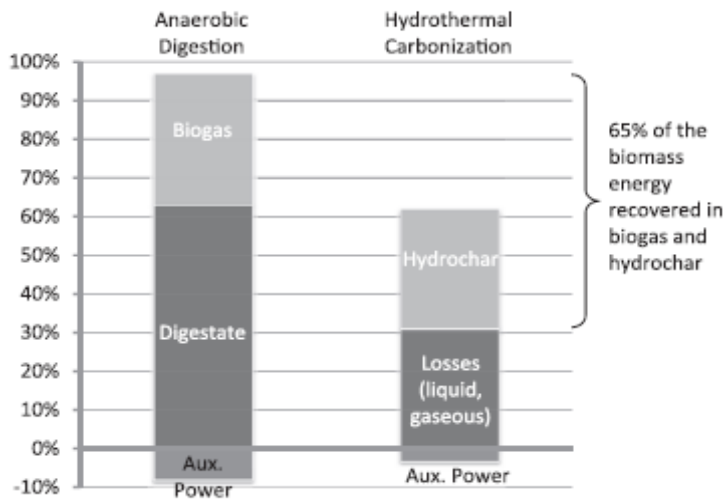 Anaerobic
Digestion
Hydrothermal
Carbonization
100%
90%
80%
70%
60%
50%
40%
30%
20%
10%
0%
-10%
Biogas
Digestate
Aux.
Power
Hydrochar
Losses
(liquid,
gaseous)
Aux. Power
65% of the
biomass
energy
recovered in
biogas and
hydrochar